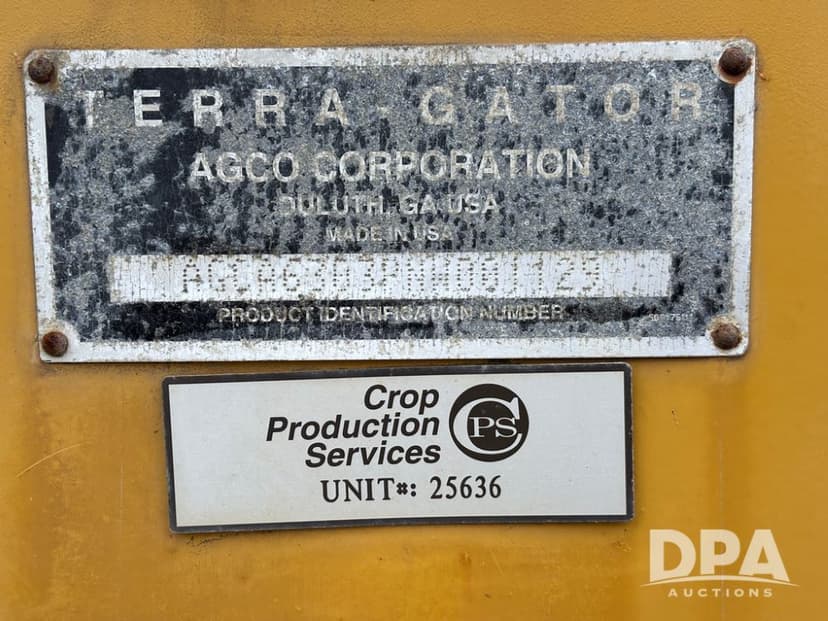 TERRA-GATOR
AGCO CORPORATION
DULUTH, GA USA
MADE IN USA
PRODUCT IDENTIFICATION NUMBER
Crop
Production
Services
CPS
UNIT#: 25636
DPA
AUCTIONS